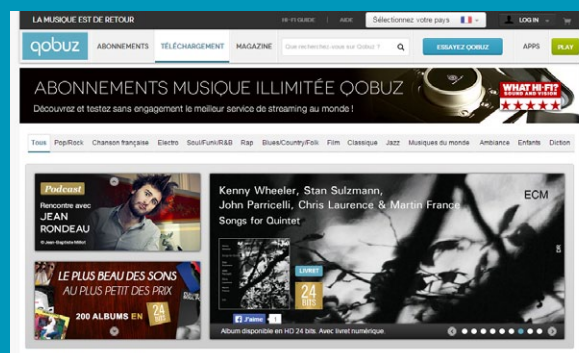 LA MUSIQUE EST DE RETOUR
HI-FI GUIDE | AIDE
Sélectionnez votre pays
LOG IN
qobuz
ABONNEMENTS
TÉLÉCHARGEMENT
MAGAZINE
Que recherchez vous sur Qobuz ?
ESSAYEZ QOBUZ
APPS
PLAY
ABONNEMENTS MUSIQUE ILLIMITÉE QOBUZ
Découvrez et testez sans engagement le meilleur service de streaming au monde !
WHAT HI-FI?
SOUND AND VISION
Tous Pop/Rock Chanson française Electro Soul/Funk/R&B Rap Blues/Country/Folk Film Classique Jazz Musiques du monde Ambiance Enfants Diction
Podcast
Rencontre avec
JEAN
RONDEAU
© Jean-Baptiste Millot
LE PLUS BEAU DES SONS
AU PLUS PETIT DES PRIX
200 ALBUMS EN 24 BITS
Kenny Wheeler, Stan Sulzmann,
John Parricelli, Chris Laurence & Martin France
Songs for Quintet
ECM
LIVRET
24
BITS
J'aime 1
Album disponible en HD 24 bits. Avec livret numérique.